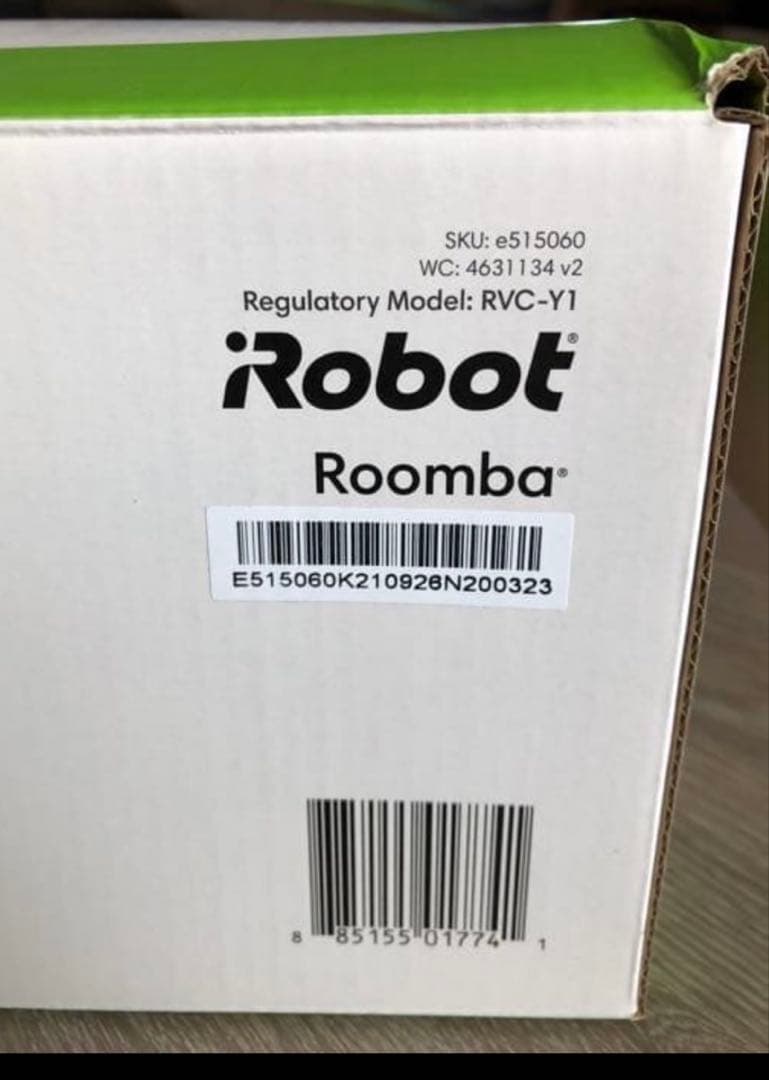 SKU: e515060
WC: 4631134 v2
Regulatory Model: RVC-Y1
iRobot®
Roomba®
E515060K210926N200323
8 85155 01774 1